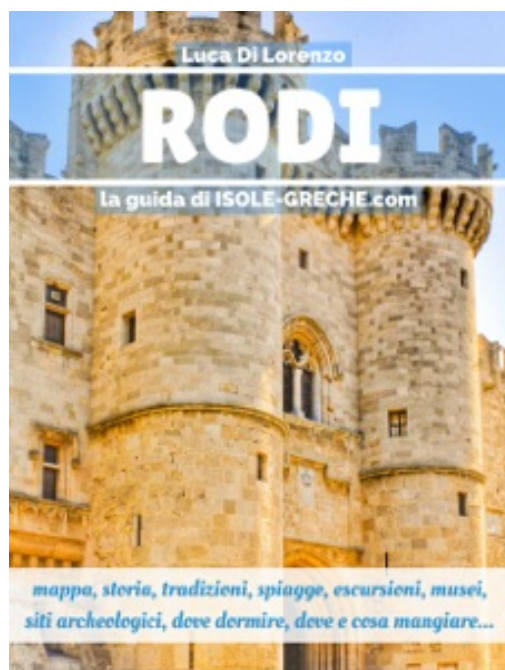 Luca Di Lorenzo
RODI
la guida di ISOLE-GRECHE.com
mappa, storia, tradizioni, spiagge, escursioni, musei,
siti archeologici, dove dormire, dove e cosa mangiare...